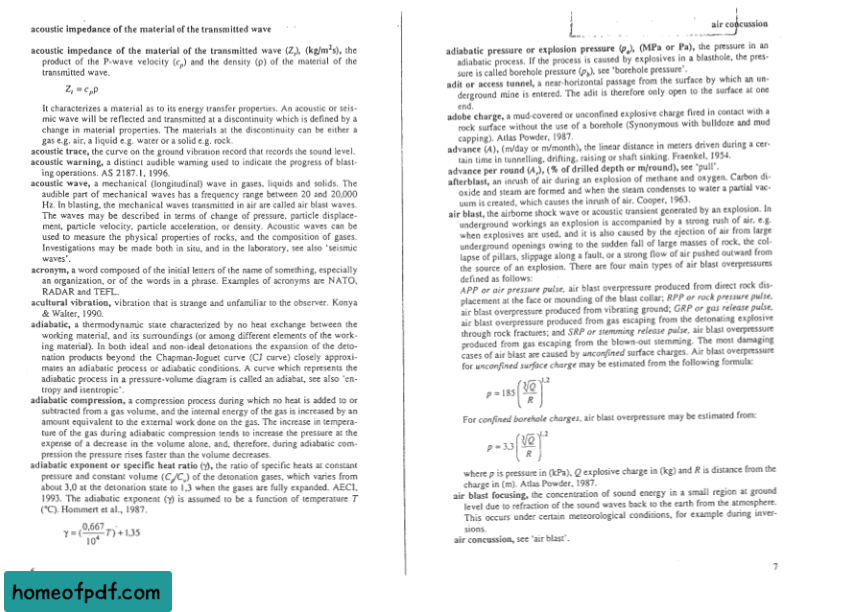 acoustic impedance of the material of the transmitted wave
acoustic impedance of the material of the transmitted wave (Zt), (kg/m²s), the
product of the P-wave velocity (cp) and the density (ρ) of the material of the
transmitted wave.
Zt = cpρ
It characterizes a material as to its energy transfer properties. An acoustic or seis-
mic wave will be reflected and transmitted at a discontinuity which is defined by a
change in material properties. The materials at the discontinuity can be either a
gas e.g. air, a liquid e.g. water or a solid e.g. rock.
acoustic trace, the curve on the ground vibration record that records the sound level.
acoustic warning, a distinct audible warning used to indicate the progress of blast-
ing operations. AS 2187.1, 1996.
acoustic wave, a mechanical (longitudinal) wave in gases, liquids and solids. The
audible part of mechanical waves has a frequency range between 20 and 20,000
Hz. In blasting, the mechanical waves transmitted in air are called air blast waves.
The waves may be described in terms of change of pressure, particle displace-
ment, particle velocity, particle acceleration, or density. Acoustic waves can be
used to measure the physical properties of rocks, and the composition of gases.
Investigations may be made both in situ, and in the laboratory, see also 'seismic
waves'.
acronym, a word composed of the initial letters of the name of something, especially
an organization, or of the words in a phrase. Examples of acronyms are NATO,
RADAR and TEFL.
acultural vibration, vibration that is strange and unfamiliar to the observer. Konya
& Walter, 1990.
adiabatic, a thermodynamic state characterized by no heat exchange between the
working material, and its surroundings (or among different elements of the work-
ing material). In both ideal and non-ideal detonations the expansion of the deto-
nation products beyond the Chapman-Joguet curve (CJ curve) closely approxi-
mates an adiabatic process or adiabatic conditions. A curve which represents the
adiabatic process in a pressure-volume diagram is called an adiabat, see also 'en-
tropy and isentropic'.
adiabatic compression, a compression process during which no heat is added to or
subtracted from a gas volume, and the internal energy of the gas is increased by an
amount equivalent to the external work done on the gas. The increase in tempera-
ture of the gas during adiabatic compression tends to increase the pressure at the
expense of a decrease in the volume alone, and, therefore, during adiabatic com-
pression the pressure rises faster than the volume decreases.
adiabatic exponent or specific heat ratio (γ), the ratio of specific heats at constant
pressure and constant volume (Cp/Cv) of the detonation gases, which varies from
about 3,0 at the detonation state to 1,3 when the gases are fully expanded. AECI,
1993. The adiabatic exponent (γ) is assumed to be a function of temperature T
(°C). Hommert et al., 1987.
γ = (0,667/10⁴ T) + 1,35
air concussion
adiabatic pressure or explosion pressure (pa), (MPa or Pa), the pressure in an
adiabatic process. If the process is caused by explosives in a blasthole, the pres-
sure is called borehole pressure (pb), see 'borehole pressure'.
adit or access tunnel, a near-horizontal passage from the surface by which an un-
derground mine is entered. The adit is therefore only open to the surface at one
end.
adobe charge, a mud-covered or unconfined explosive charge fired in contact with a
rock surface without the use of a borehole (Synonymous with bulldoze and mud
capping). Atlas Powder, 1987.
advance (A), (m/day or m/month), the linear distance in meters driven during a cer-
tain time in tunnelling, drifting, raising or shaft sinking. Fraenkel, 1954.
advance per round (Ar), (% of drilled depth or m/round), see 'pull'.
afterblast, an inrush of air during an explosion of methane and oxygen. Carbon di-
oxide and steam are formed and when the steam condenses to water a partial vac-
uum is created, which causes the inrush of air. Cooper, 1963.
air blast, the airborne shock wave or acoustic transient generated by an explosion. In
underground workings an explosion is accompanied by a strong rush of air, e.g.
when explosives are used, and it is also caused by the ejection of air from large
underground openings owing to the sudden fall of large masses of rock, the col-
lapse of pillars, slippage along a fault, or a strong flow of air pushed outward from
the source of an explosion. There are four main types of air blast overpressures
defined as follows:
APP or air pressure pulse, air blast overpressure produced from direct rock dis-
placement at the face or mounding of the blast collar; RPP or rock pressure pulse,
air blast overpressure produced from vibrating ground; GRP or gas release pulse,
air blast overpressure produced from gas escaping from the detonating explosive
through rock fractures; and SRP or stemming release pulse, air blast overpressure
produced from gas escaping from the blown-out stemming. The most damaging
cases of air blast are caused by unconfined surface charges. Air blast overpressure
for unconfined surface charge may be estimated from the following formula:
p = 185 (∛Q/R)^1,2
For confined borehole charges, air blast overpressure may be estimated from:
p = 3,3 (∛Q/R)^1,2
where p is pressure in (kPa), Q explosive charge in (kg) and R is distance from the
charge in (m). Atlas Powder, 1987.
air blast focusing, the concentration of sound energy in a small region at ground
level due to refraction of the sound waves back to the earth from the atmosphere.
This occurs under certain meteorological conditions, for example during inver-
sions.
air concussion, see 'air blast'.
7
homeofpdf.com